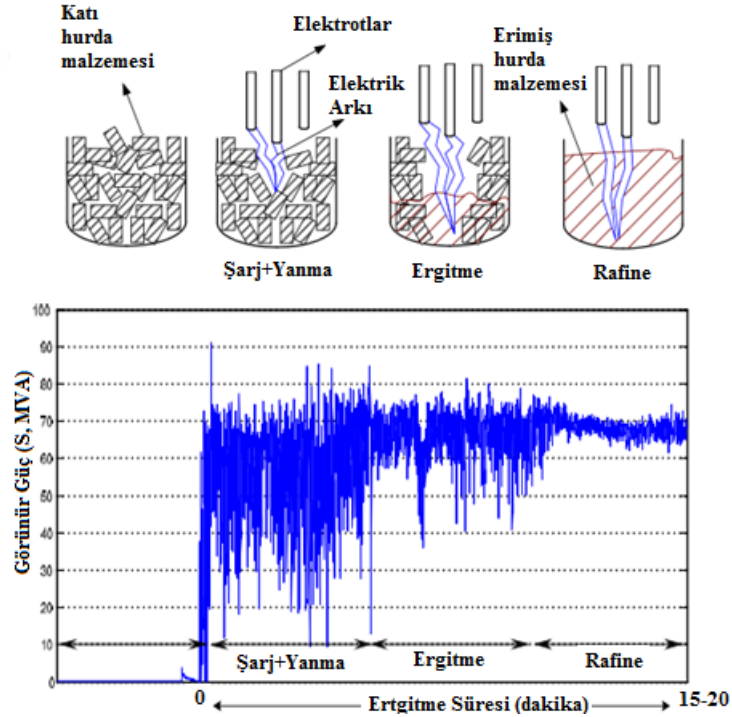 Katı
hurda
malzemesi
Elektrotlar
Elektrik
Arkı
Erimiş
hurda
malzemesi
Şarj+Yanma
Ergitme
Rafine
Görünür Güç (S, MVA)
100
90
80
70
60
50
40
30
20
10
0
Şarj+Yanma
Ergitme
Rafine
0
Ertgitme Süresi (dakika)
15-20